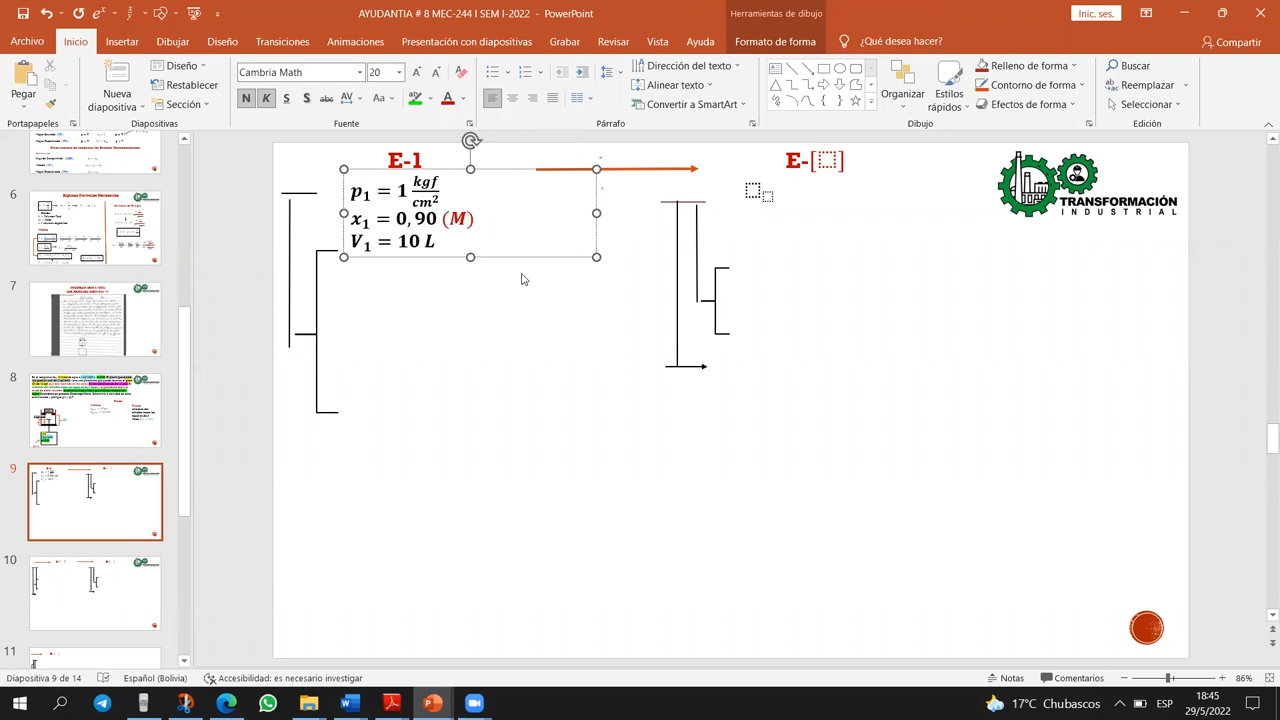 AYUDANTIA # 8 MEC-244 I SEM I-2022 - PowerPoint
Herramientas de dibujo
Inic. ses.
Archivo
Inicio
Insertar
Dibujar
Diseño
Transiciones
Animaciones
Presentación con diapositivas
Grabar
Revisar
Vista
Ayuda
Formato de forma
¿Qué desea hacer?
Compartir
Pegar
Nueva diapositiva
Diseño
Restablecer
Sección
Cambria Math
20
N K S S abc AV Aa A
Dirección del texto
Alinear texto
Convertir a SmartArt
Organizar
Estilos rápidos
Relleno de forma
Contorno de forma
Efectos de forma
Buscar
Reemplazar
Seleccionar
Portapapeles
Diapositivas
Fuente
Párrafo
Dibujo
Edición
6
7
8
9
10
11
E-1
p₁ = 1 kgf/cm²
x₁ = 0,90 (M)
V₁ = 10 L
E-
TRANSFORMACIÓN
INDUSTRIAL
Diapositiva 9 de 14
Español (Bolivia)
Accesibilidad: es necesario investigar
Notas
Comentarios
86%
17°C Chubascos
ESP
18:45
29/5/2022